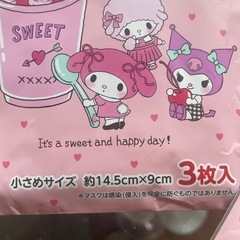 SWEET
It's a sweet and happy day!
小さめサイズ 約14.5cm×9cm 3枚入
※マスクは感染(侵入)を完全に防ぐものではありません。